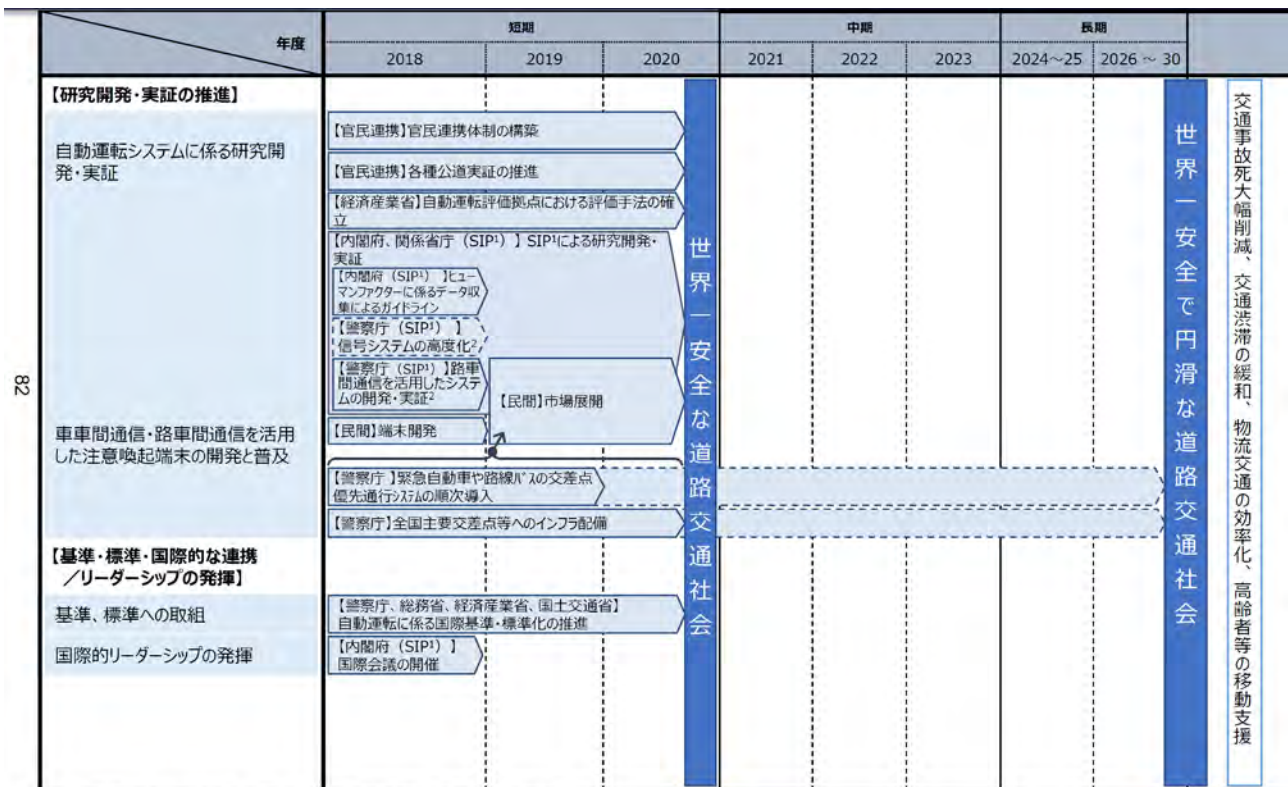 年度
短期
中期
長期
2018
2019
2020
2021
2022
2023
2024～25
2026 ～ 30
【研究開発・実証の推進】
自動運転システムに係る研究開
発・実証
【官民連携】官民連携体制の構築
【官民連携】各種公道実証の推進
【経済産業省】自動運転評価拠点における評価手法の確
立
【内閣府、関係省庁（SIP¹）】SIP¹による研究開発・
実証
【内閣府（SIP¹）】ヒュー
マンファクターに係るデータ収
集によるガイドライン
【警察庁（SIP¹）】
信号システムの高度化²
【警察庁（SIP¹）】路車
間通信を活用したシステ
ムの開発・実証²
【民間】市場展開
車車間通信・路車間通信を活用
した注意喚起端末の開発と普及
【民間】端末開発
【警察庁】緊急自動車や路線バスの交差点
優先通行システムの順次導入
【警察庁】全国主要交差点等へのインフラ配備
【基準・標準・国際的な連携
／リーダーシップの発揮】
基準、標準への取組
【警察庁、総務省、経済産業省、国土交通省】
自動運転に係る国際基準・標準化の推進
国際的リーダーシップの発揮
【内閣府（SIP¹）】
国際会議の開催
世界一安全な道路交通社会
世界一安全で円滑な道路交通社会
交通事故死大幅削減、交通渋滞の緩和、物流交通の効率化、高齢者等の移動支援
82